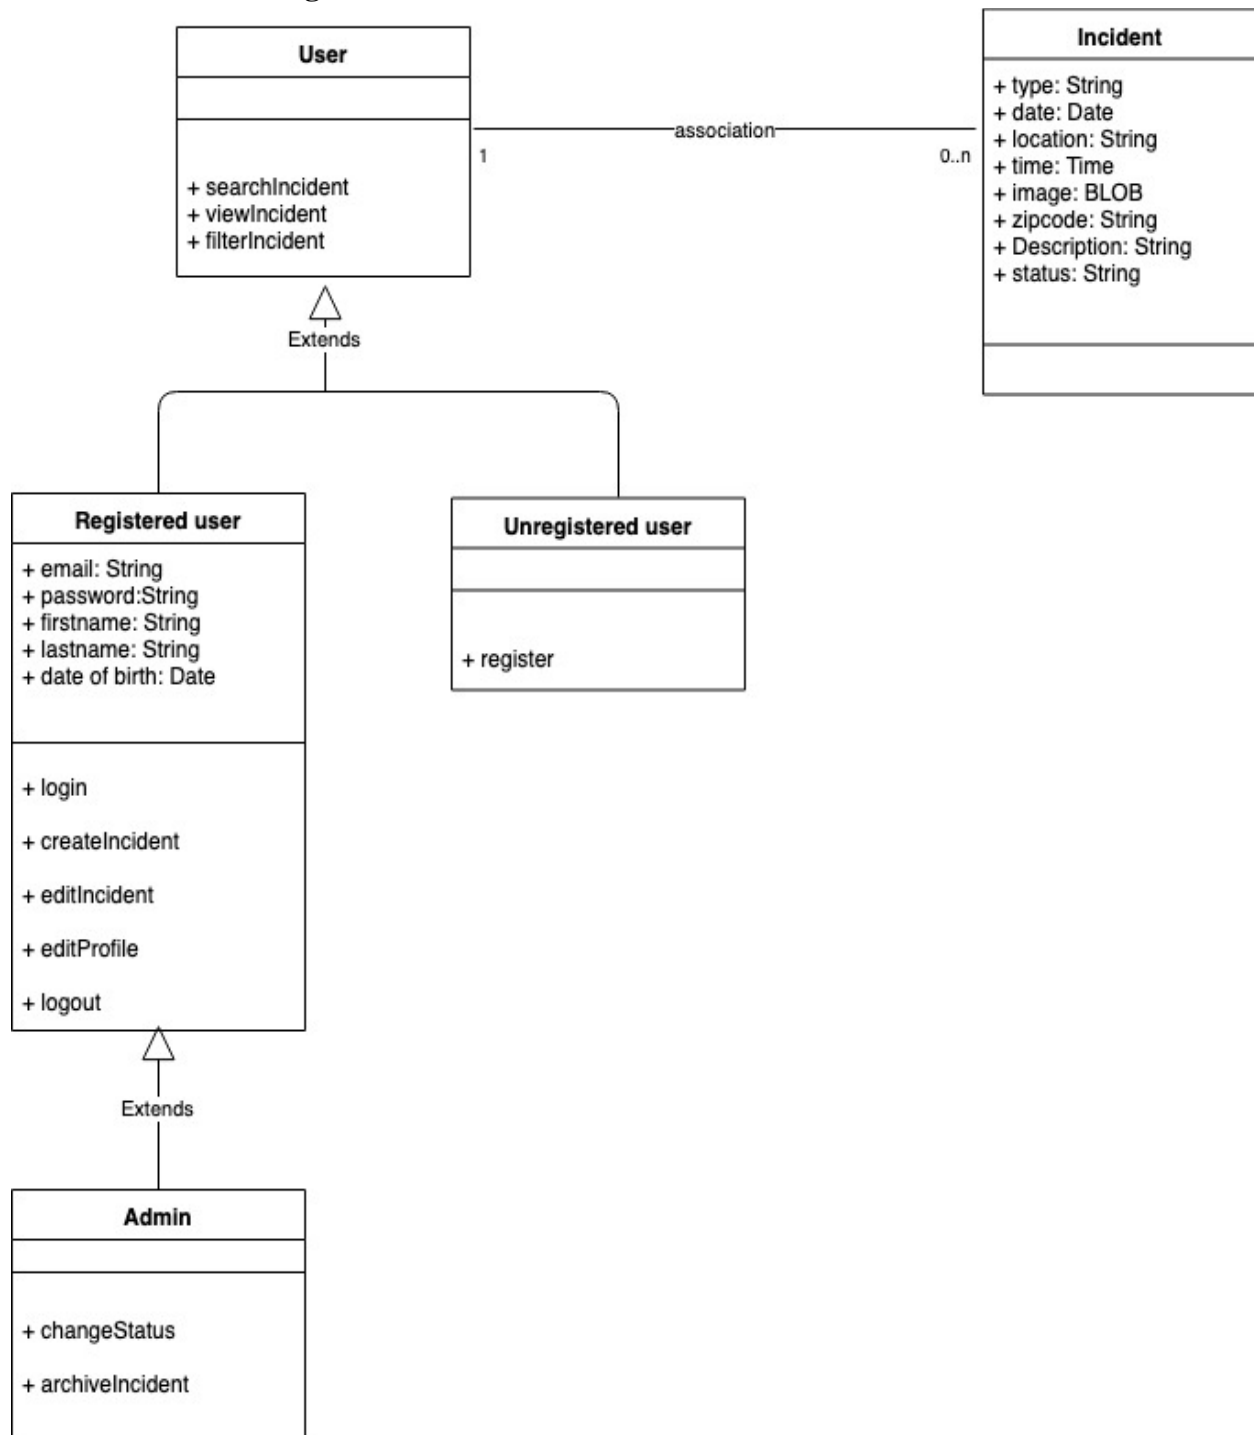 User
+ searchIncident
+ viewIncident
+ filterIncident
association
1
0..n
Incident
+ type: String
+ date: Date
+ location: String
+ time: Time
+ image: BLOB
+ zipcode: String
+ Description: String
+ status: String
Extends
Registered user
+ email: String
+ password:String
+ firstname: String
+ lastname: String
+ date of birth: Date
+ login
+ createIncident
+ editIncident
+ editProfile
+ logout
Unregistered user
+ register
Extends
Admin
+ changeStatus
+ archiveIncident